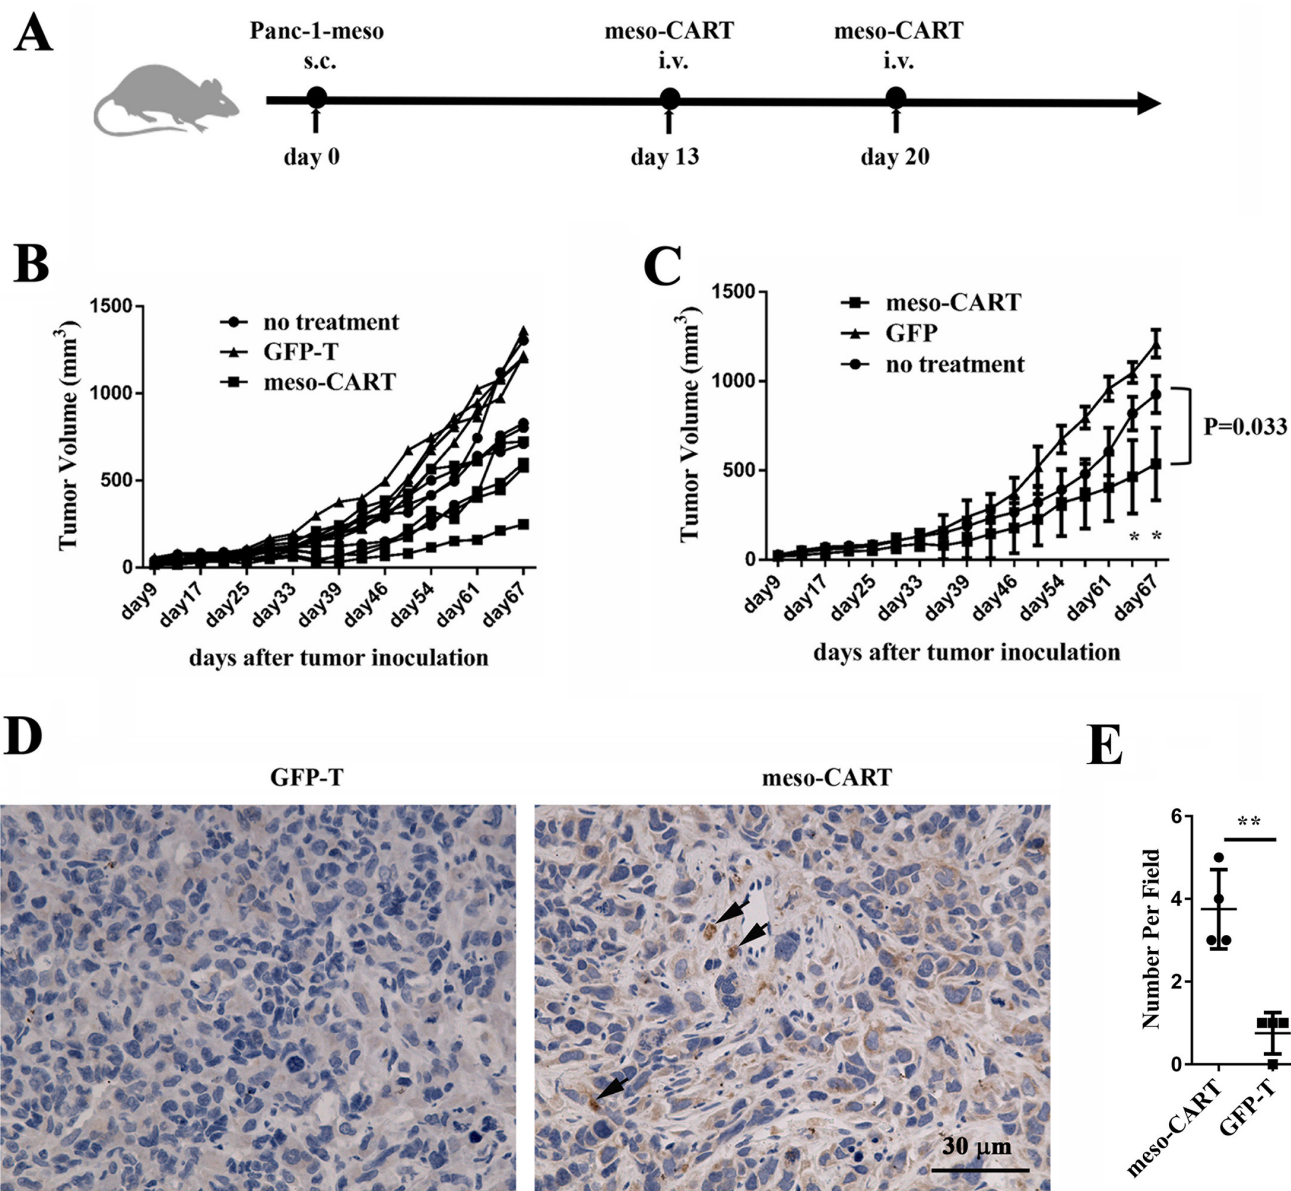 A
Panc-1-meso
s.c.
meso-CART
i.v.
meso-CART
i.v.
day 0
day 13
day 20
B
Tumor Volume (mm3)
1500
1000
500
0
no treatment
GFP-T
meso-CART
day9
day17
day25
day33
day39
day46
day54
day61
day67
days after tumor inoculation
C
Tumor Volume (mm3)
1500
1000
500
0
meso-CART
GFP
no treatment
P=0.033
* *
day9
day17
day25
day33
day39
day46
day54
day61
day67
days after tumor inoculation
D
GFP-T
meso-CART
30 μm
E
Number Per Field
6
4
2
0
**
meso-CART
GFP-T